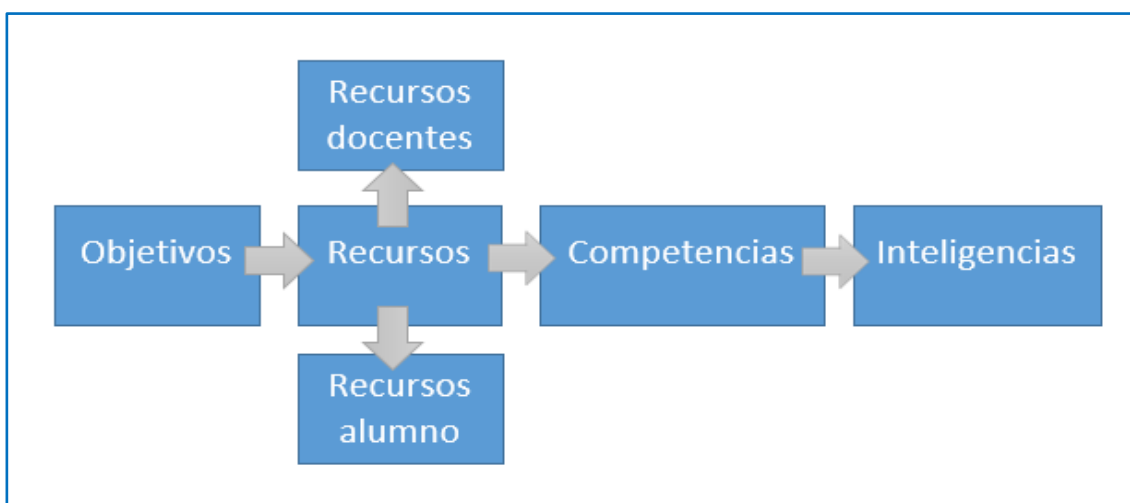 Recursos
docentes
Objetivos
Recursos
Competencias
Inteligencias
Recursos
alumno